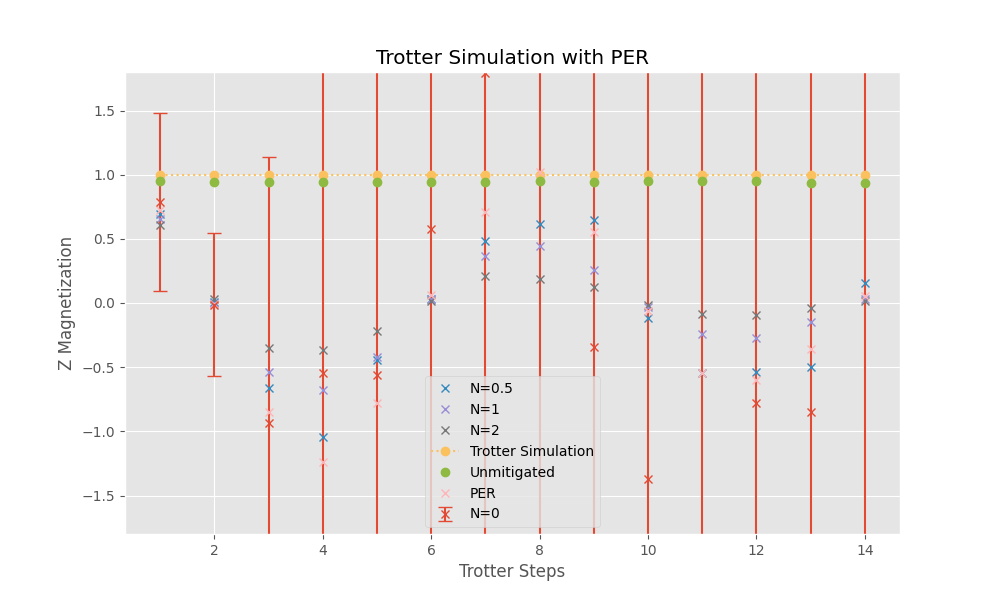 Trotter Simulation with PER
1.5
1.0
0.5
0.0
−0.5
−1.0
−1.5
Z Magnetization
N=0.5
N=1
N=2
Trotter Simulation
Unmitigated
PER
N=0
2 4 6 8 10 12 14
Trotter Steps